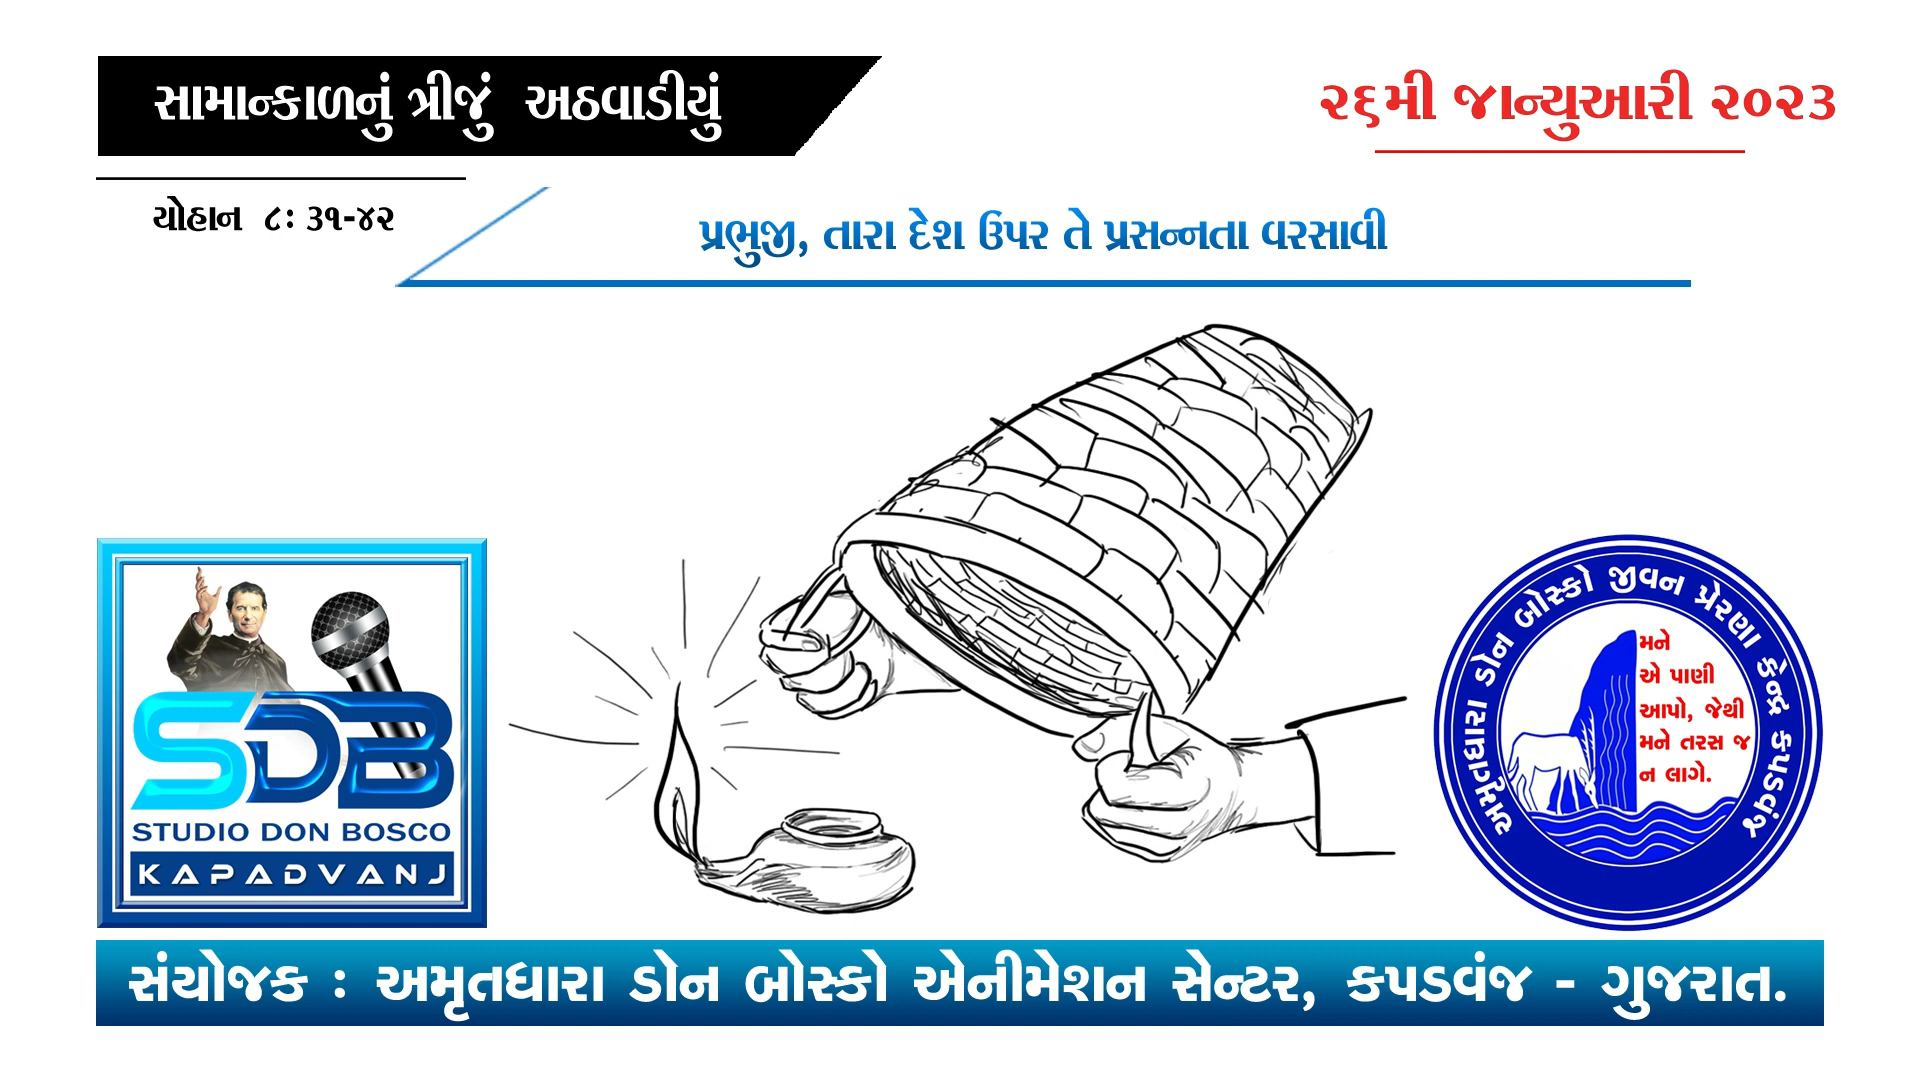 સામાન્કાળનું ત્રીજું અઠવાડીયું
૨૬મી જાન્યુઆરી ૨૦૨૩
યોહાન ૮: ૩૧-૪૨
પ્રભુજી, તારા દેશ ઉપર તે પ્રસન્નતા વરસાવી
SDB
STUDIO DON BOSCO
KAPADVANJ
અમૃતધારા ડોન બોસ્કો જીવન પ્રેરણા કેન્દ્ર કપડવંજ
મને
એ પાણી
આપો, જેથી
મને તરસ જ
ન લાગે.
સંયોજક : અમૃતધારા ડોન બોસ્કો એનીમેશન સેન્ટર, કપડવંજ - ગુજરાત.